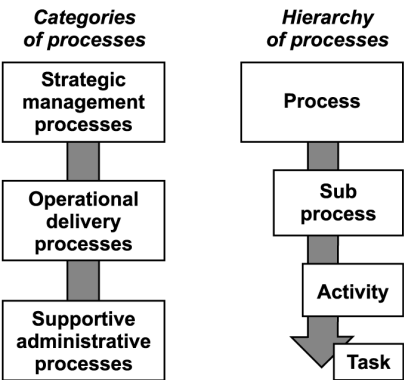 Categories
of processes
Strategic
management
processes
Operational
delivery
processes
Supportive
administrative
processes
Hierarchy
of processes
Process
Sub
process
Activity
Task